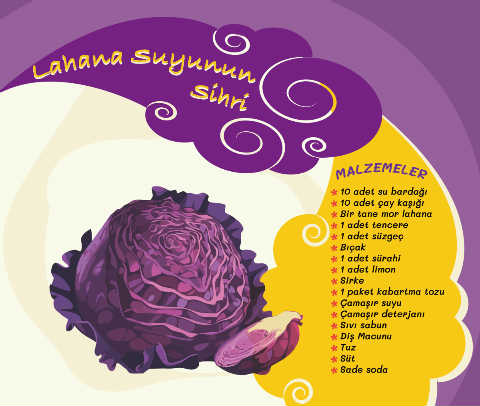 Lahana Suyunun
Sihri
MALZEMELER
* 10 adet su bardağı
* 10 adet çay kaşığı
* Bir tane mor lahana
* 1 adet tencere
* 1 adet süzgeç
* Bıçak
* 1 adet sürahi
* 1 adet limon
* Sirke
* 1 paket kabartma tozu
* Çamaşır suyu
* Çamaşır deterjanı
* Sıvı sabun
* Diş Macunu
* Tuz
* Süt
* Sade soda